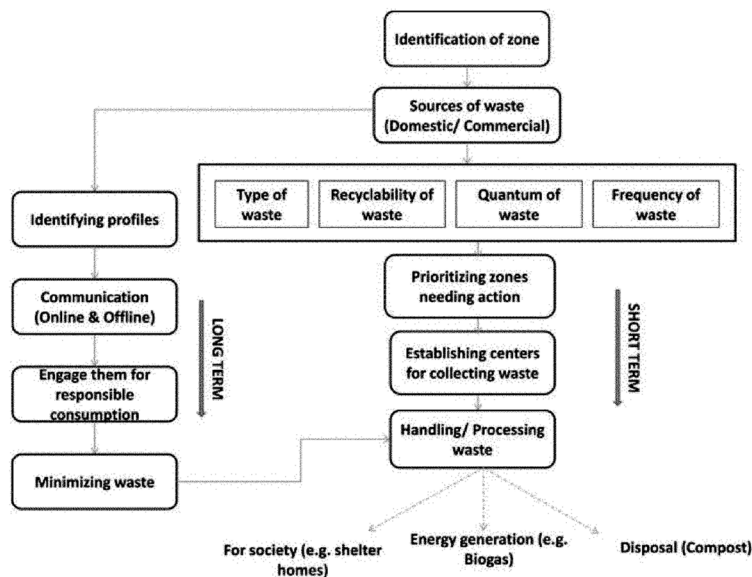 Identification of zone
Sources of waste
(Domestic/ Commercial)
Type of
waste
Recyclability of
waste
Quantum of
waste
Frequency of
waste
Identifying profiles
Prioritizing zones
needing action
Communication
(Online & Offline)
LONG TERM
SHORT TERM
Establishing centers
for collecting waste
Engage them for
responsible
consumption
Handling/ Processing
waste
Minimizing waste
For society (e.g. shelter
homes)
Energy generation (e.g.
Biogas)
Disposal (Compost)